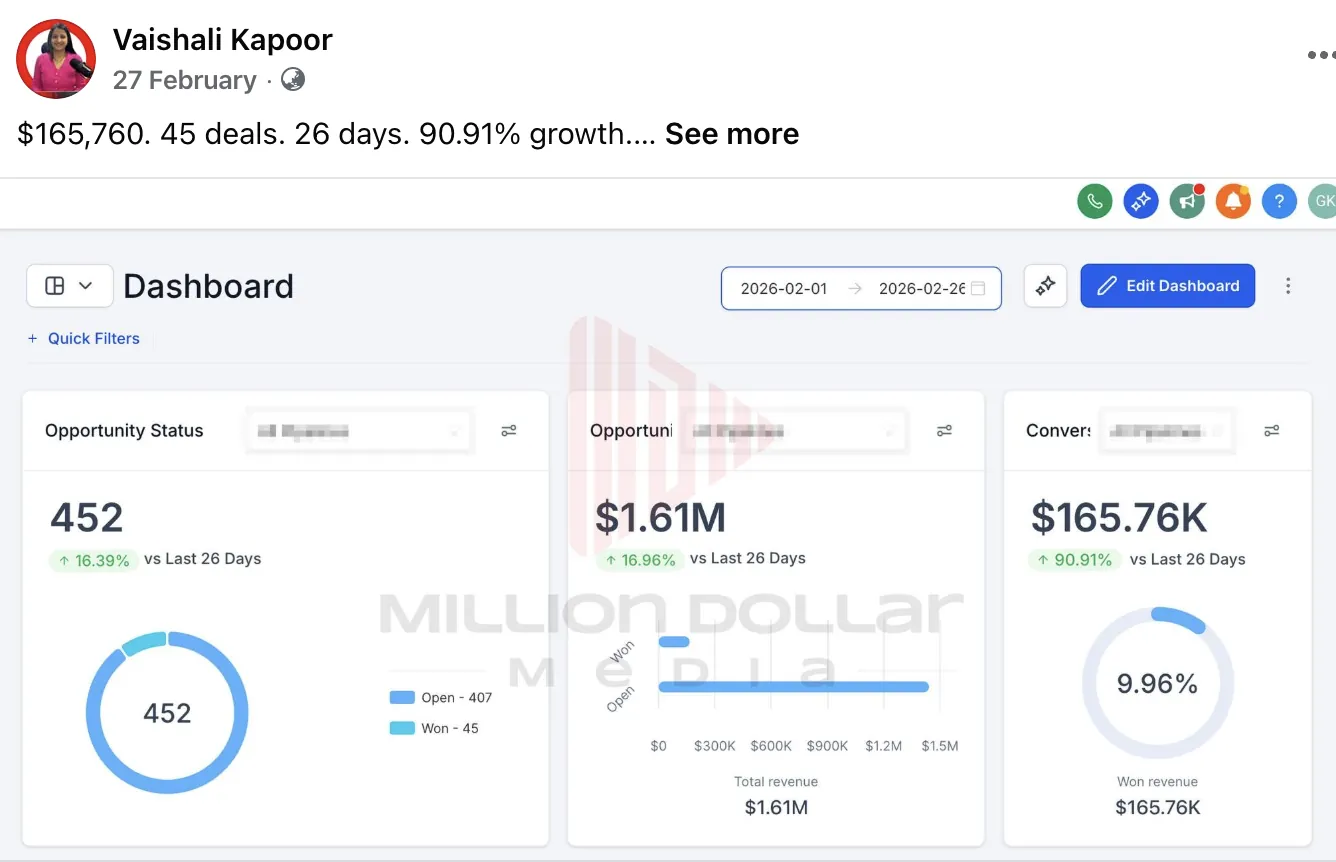 Vaishali Kapoor
27 February ·
$165,760. 45 deals. 26 days. 90.91% growth.... See more
? GK
Dashboard
2026-02-01 → 2026-02-26
Edit Dashboard
+ Quick Filters
Opportunity Status
Opportuni
Convers
452
↑ 16.39% vs Last 26 Days
$1.61M
↑ 16.96% vs Last 26 Days
$165.76K
↑ 90.91% vs Last 26 Days
MILLION DOLLAR
MEDIA
452
Open - 407
Won - 45
Won
Open
$0 $300K $600K $900K $1.2M $1.5M
Total revenue
$1.61M
9.96%
Won revenue
$165.76K